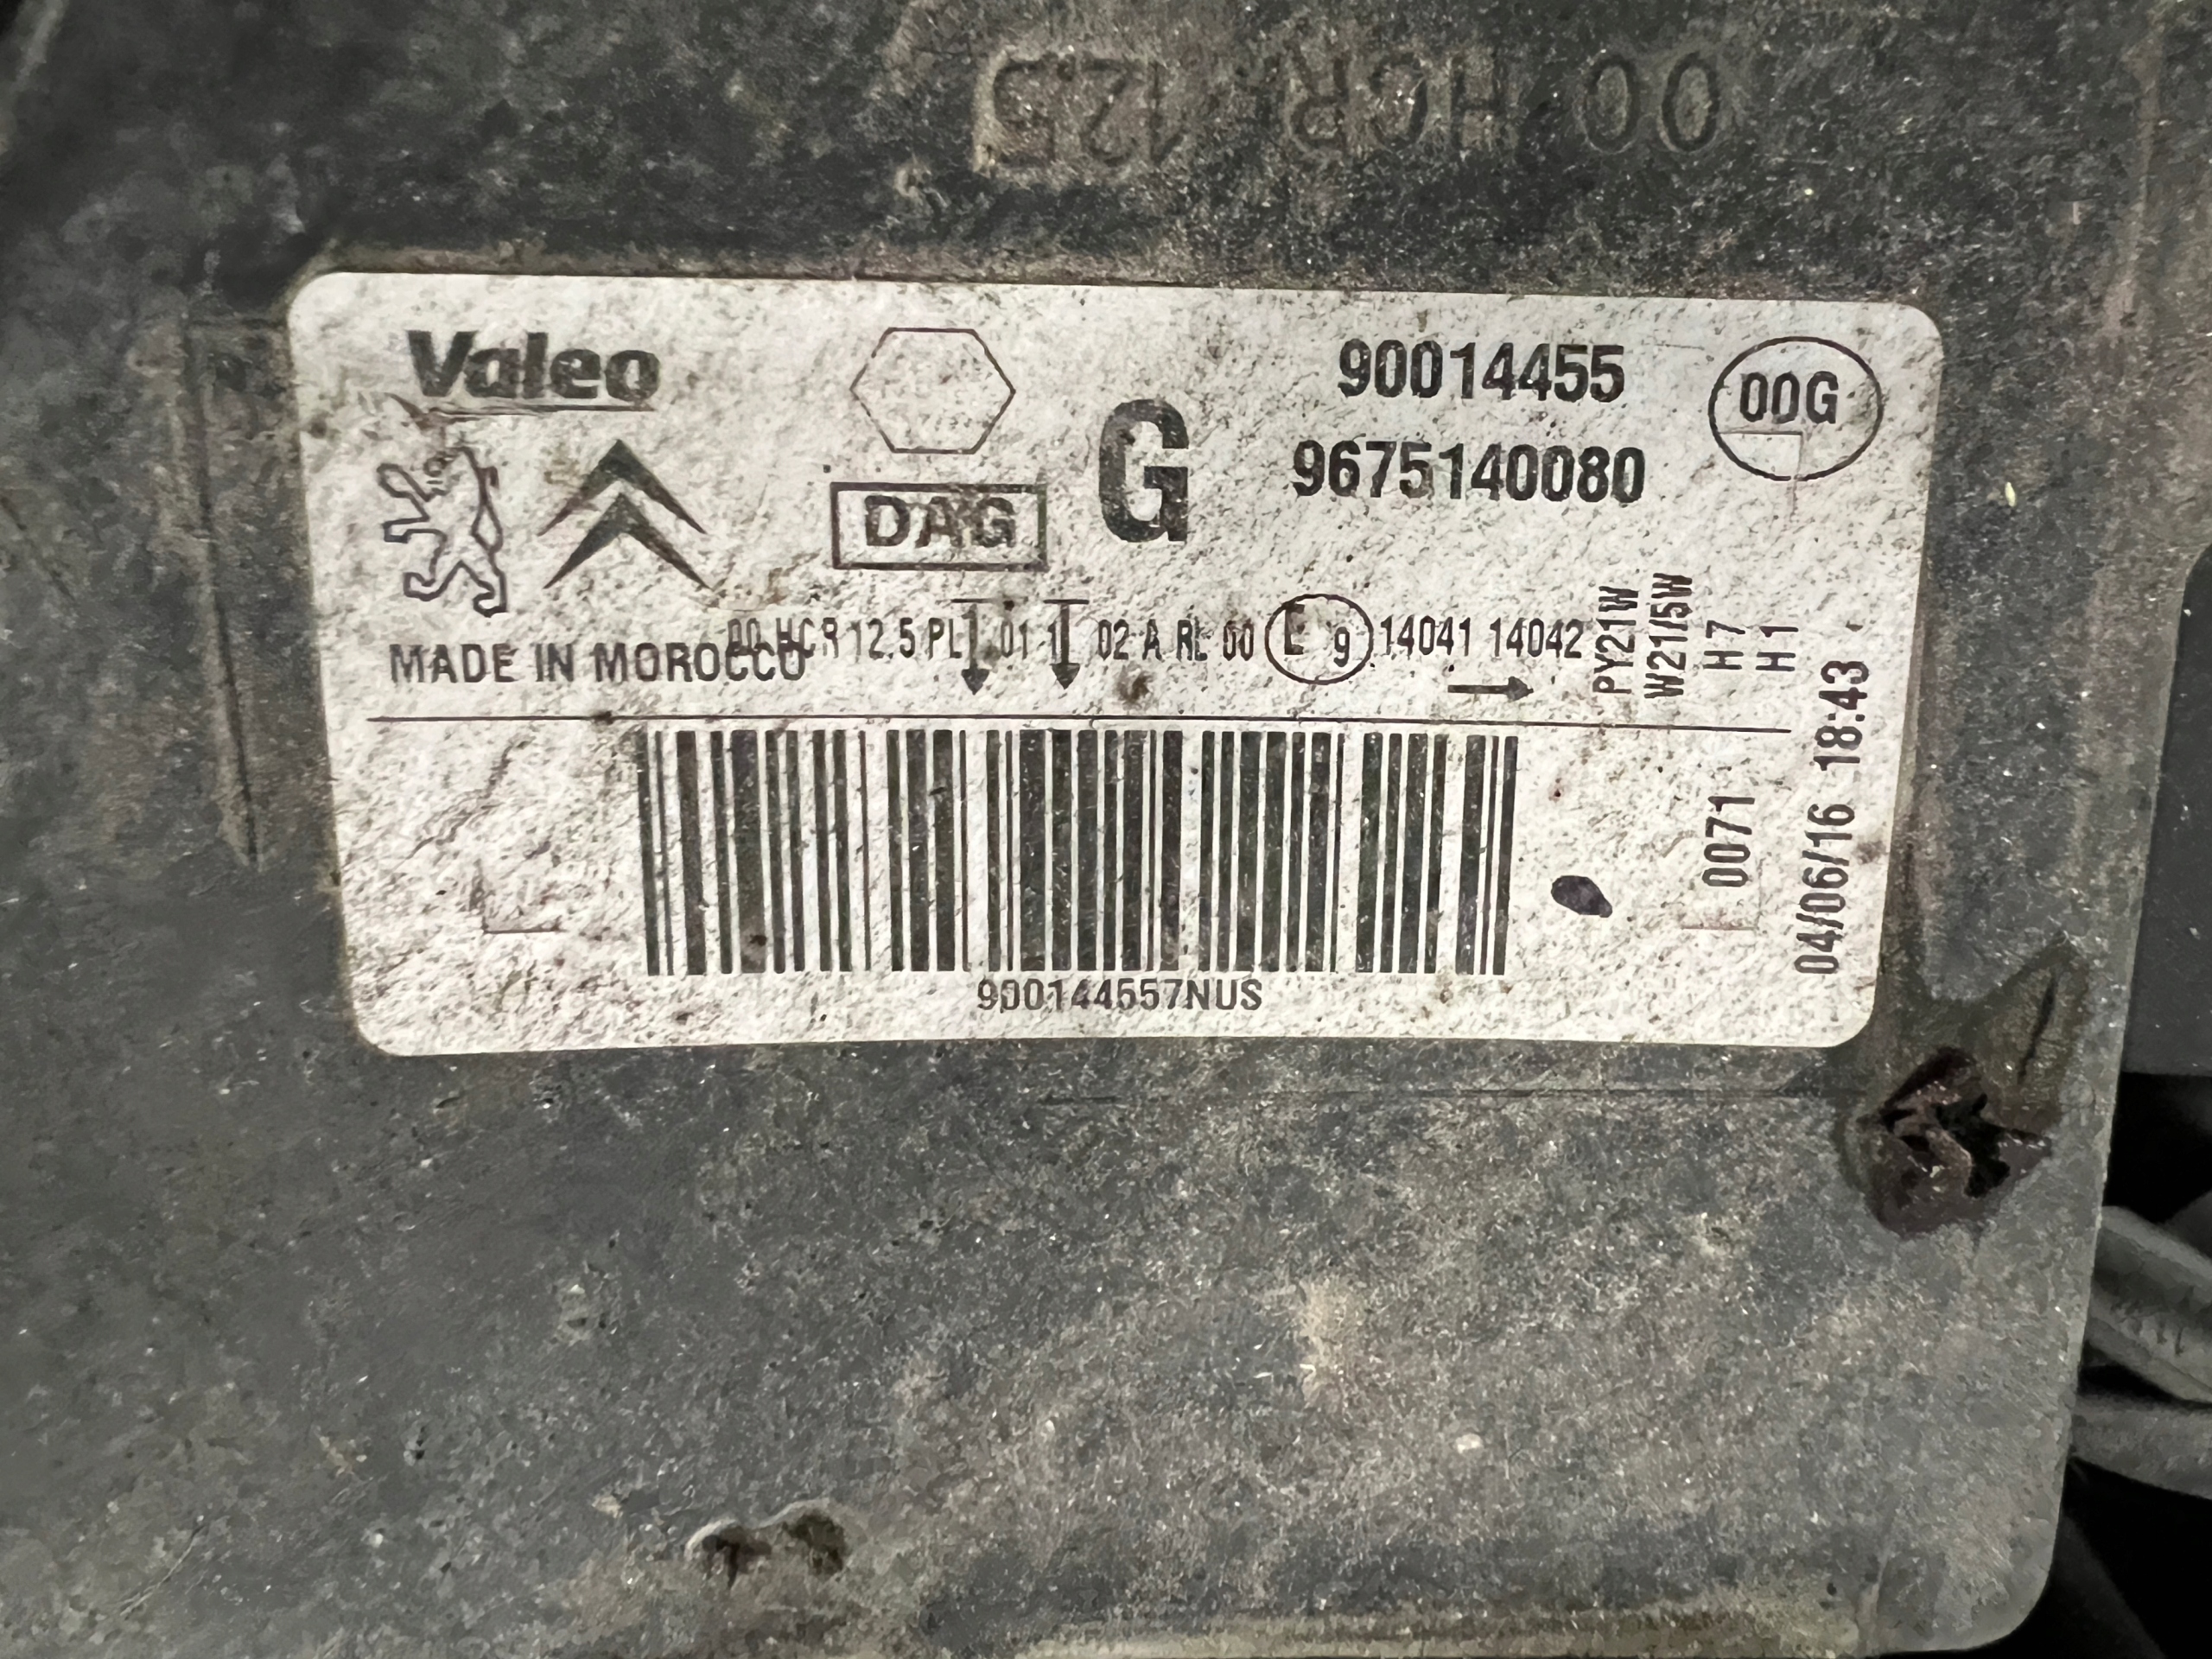 00 HCR 12.5
Valeo
90014455
00G
G
9675140080
DAG
00 HCR 12.5 PL 01 1 02 A RL 00 E 9 14041 14042
MADE IN MOROCCO
PY21W
W21/5W
H7
H1
0071
04/06/16 18:43
900144557NUS